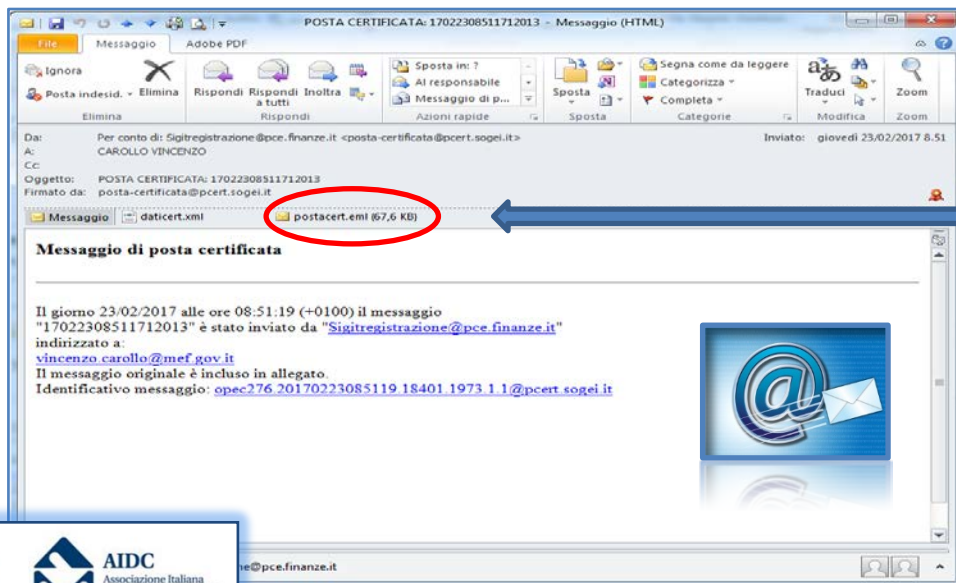 POSTA CERTIFICATA: 17022308511712013 - Messaggio (HTML)
File Messaggio Adobe PDF
Ignora
Posta indesid.
Elimina
Rispondi
Rispondi a tutti
Inoltra
Sposta in: ?
Al responsabile
Messaggio di p...
Sposta
Segna come da leggere
Categorizza
Completa
Traduci
Zoom
Elimina Rispondi Azioni rapide Sposta Categorie Modifica Zoom
Da: Per conto di: Sigitregistrazione@pce.finanze.it <posta-certificata@pcert.sogei.it> Inviato: giovedì 23/02/2017 8.51
A: CAROLLO VINCENZO
Cc:
Oggetto: POSTA CERTIFICATA: 17022308511712013
Firmato da: posta-certificata@pcert.sogei.it
Messaggio daticert.xml postacert.eml (67,6 KB)
Messaggio di posta certificata
Il giorno 23/02/2017 alle ore 08:51:19 (+0100) il messaggio
"17022308511712013" è stato inviato da "Sigitregistrazione@pce.finanze.it"
indirizzato a:
vincenzo.carollo@mef.gov.it
Il messaggio originale è incluso in allegato.
Identificativo messaggio: opec276.20170223085119.18401.1973.1.1@pcert.sogei.it
AIDC
Associazione Italiana
ne@pce.finanze.it